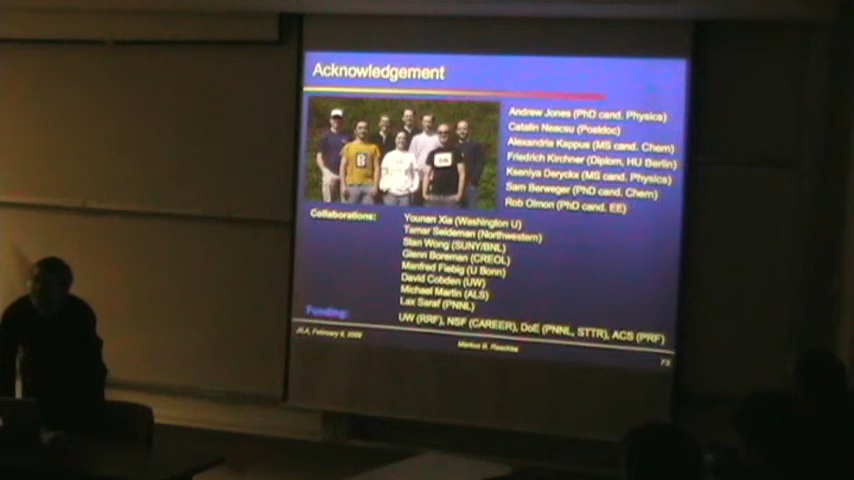 Acknowledgement
Andrew Jones (PhD cand. Physics)
Catalin Neacsu (Postdoc)
Alexandria Kappus (MS cand. Chem)
Friedrich Kirchner (Diplom, HU Berlin)
Kseniya Deryckx (MS cand. Physics)
Sam Berweger (PhD cand. Chem)
Rob Olmon (PhD cand. EE)
Collaborations:
Younan Xia (Washington U)
Tamar Seideman (Northwestern)
Stan Wong (SUNY/BNL)
Glenn Boreman (CREOL)
Manfred Fiebig (U Bonn)
David Cobden (UW)
Michael Martin (ALS)
Lax Saraf (PNNL)
Funding:
UW (RRF), NSF (CAREER), DoE (PNNL, STTR), ACS (PRF)
February 6, 2008
Markus B. Raschke
73